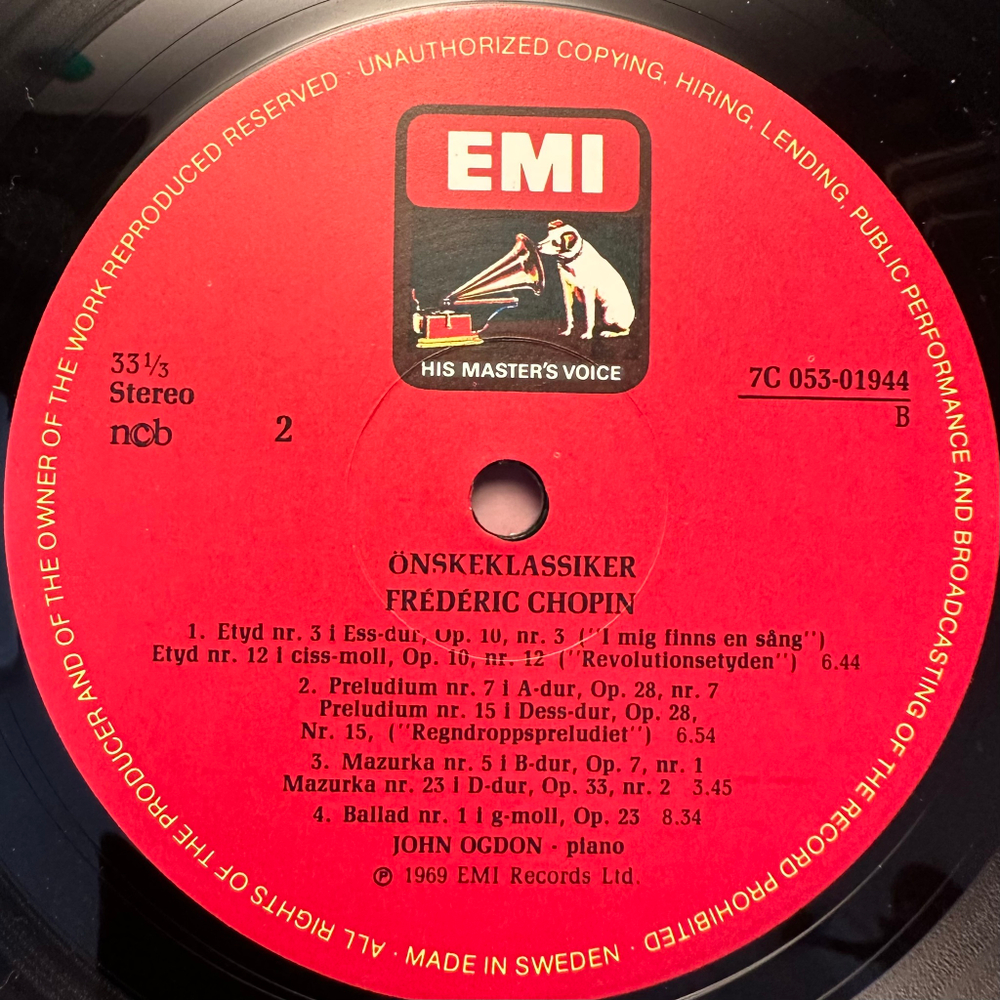 ALL RIGHTS OF THE PRODUCER AND OF THE OWNER OF THE WORK REPRODUCED RESERVED · UNAUTHORIZED COPYING, HIRING, LENDING, PUBLIC PERFORMANCE AND BROADCASTING OF THE RECORD PROHIBITED · MADE IN SWEDEN ·
EMI
HIS MASTER'S VOICE
33 1/3
Stereo
ncb
2
7C 053-01944
B
ÖNSKEKLASSIKER
FRÉDÉRIC CHOPIN
1. Etyd nr. 3 i Ess-dur, Op. 10, nr. 3 (''I mig finns en sång'')
Etyd nr. 12 i ciss-moll, Op. 10, nr. 12 (''Revolutionsetyden'') 6.44
2. Preludium nr. 7 i A-dur, Op. 28, nr. 7
Preludium nr. 15 i Dess-dur, Op. 28,
Nr. 15, (''Regndroppspreludiet'') 6.54
3. Mazurka nr. 5 i B-dur, Op. 7, nr. 1
Mazurka nr. 23 i D-dur, Op. 33, nr. 2 3.45
4. Ballad nr. 1 i g-moll, Op. 23 8.34
JOHN OGDON · piano
℗ 1969 EMI Records Ltd.